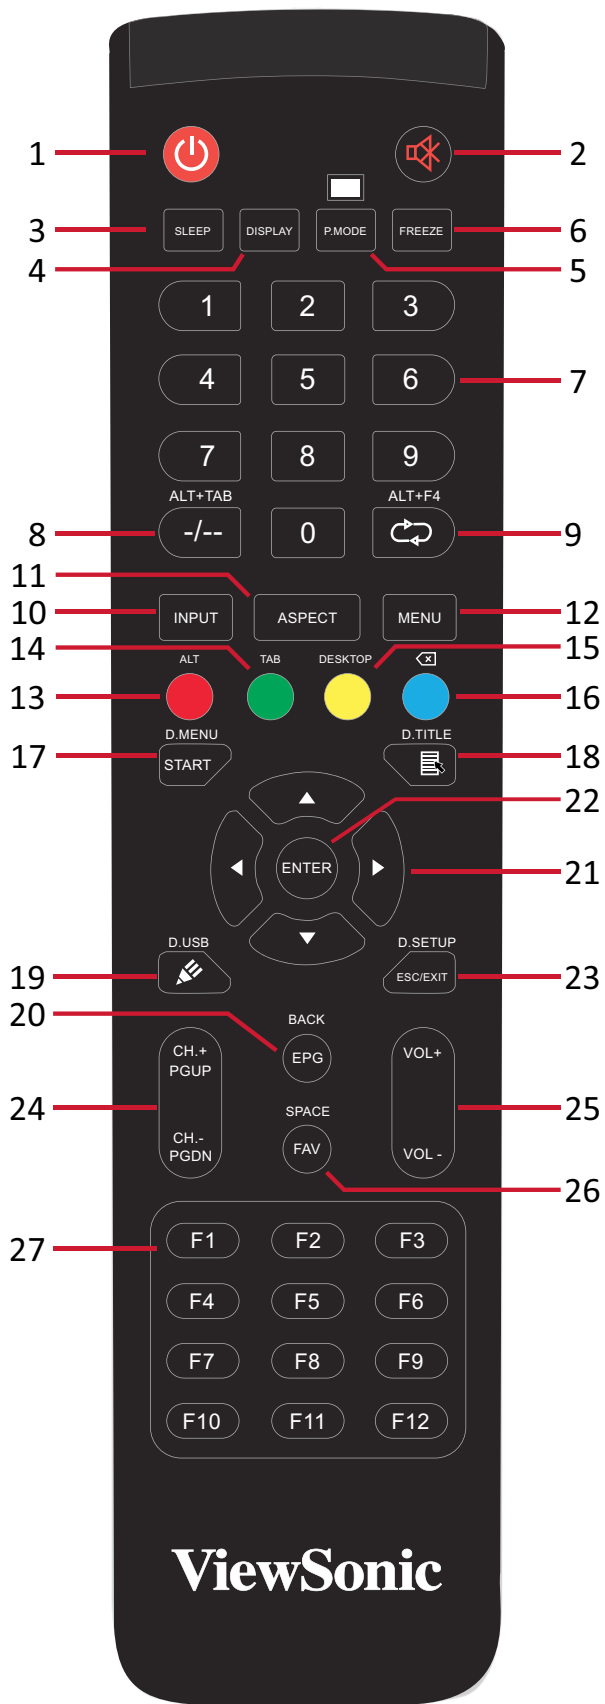 1 2
3 SLEEP DISPLAY P.MODE FREEZE 6
4 5
1 2 3
4 5 6 7
7 8 9
ALT+TAB ALT+F4
8 -/-- 0 9
11
10 INPUT ASPECT MENU 12
14 ALT TAB DESKTOP 15
13 16
D.MENU D.TITLE
17 START 18
22
ENTER 21
D.USB D.SETUP
19 ESC/EXIT 23
20 BACK
CH.+ EPG VOL+
PGUP
24 SPACE 25
CH.-
PGDN FAV VOL -
26
27 F1 F2 F3
F4 F5 F6
F7 F8 F9
F10 F11 F12
ViewSonic